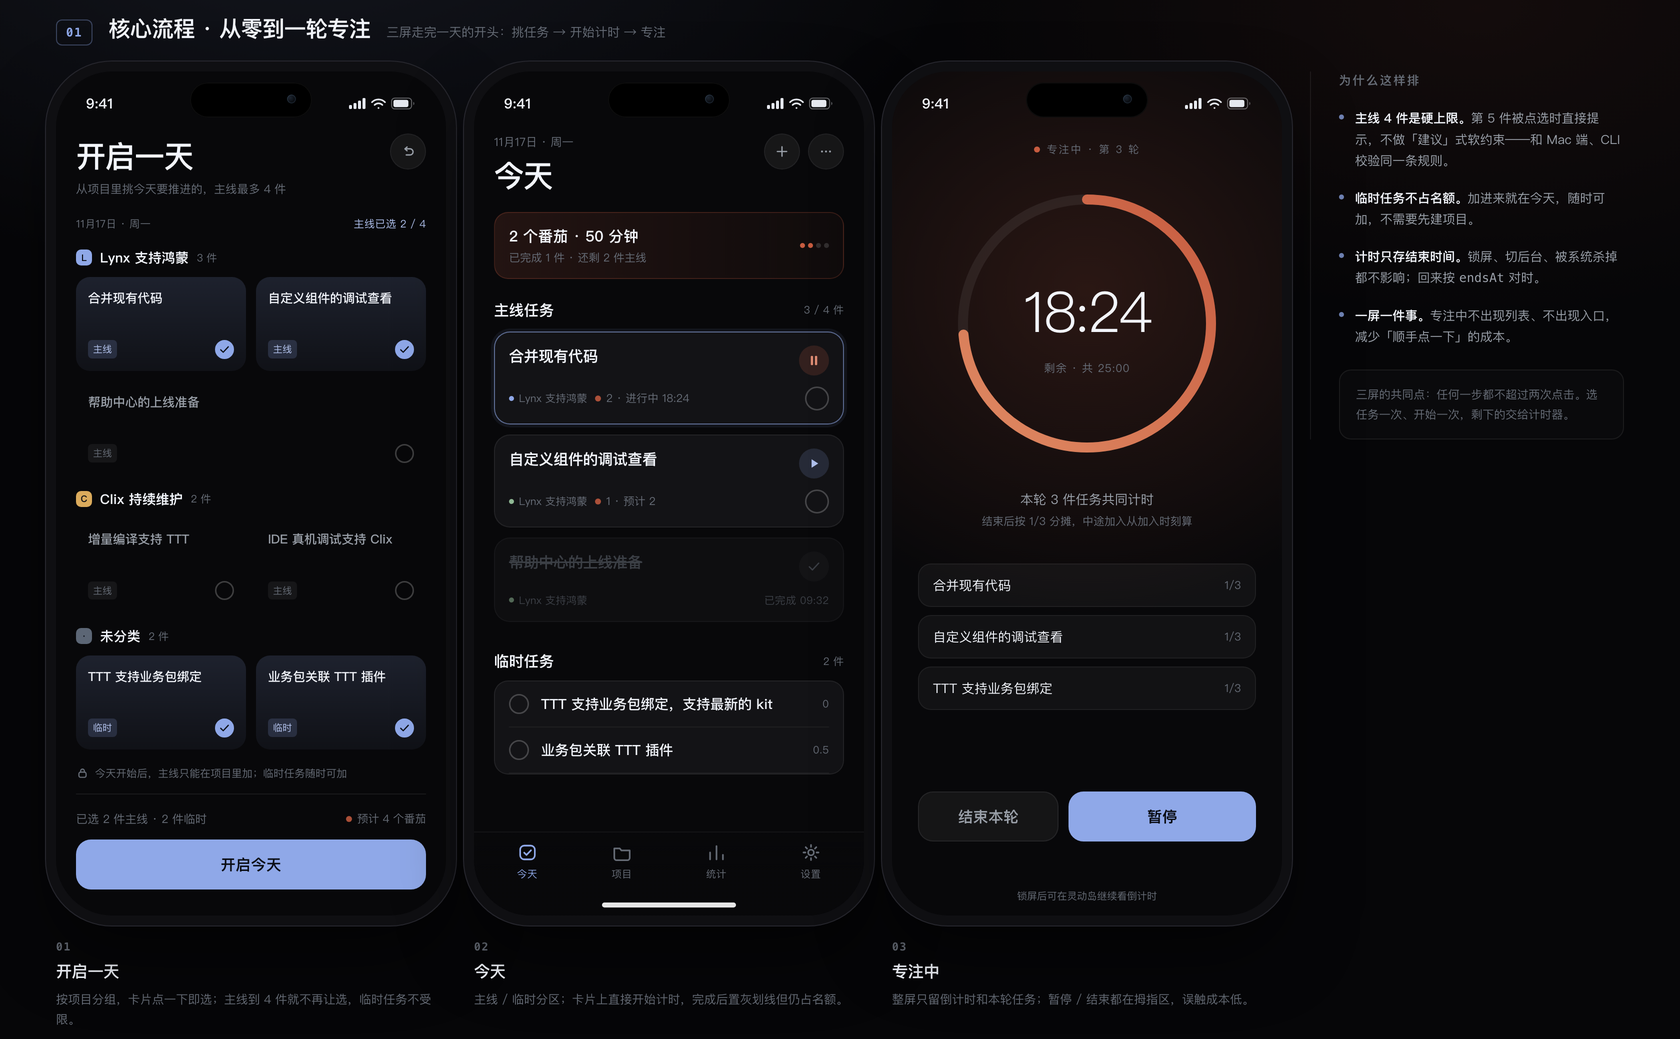 01 核心流程 · 从零到一轮专注 三屏走完一天的开头：挑任务 → 开始计时 → 专注
9:41
开启一天
从项目里挑今天要推进的，主线最多 4 件
11月17日 · 周一 主线已选 2 / 4
L Lynx 支持鸿蒙 3 件
合并现有代码 自定义组件的调试查看
主线 主线
帮助中心的上线准备
主线
C Clix 持续维护 2 件
增量编译支持 TTT IDE 真机调试支持 Clix
主线 主线
· 未分类 2 件
TTT 支持业务包绑定 业务包关联 TTT 插件
临时 临时
今天开始后，主线只能在项目里加；临时任务随时可加
已选 2 件主线 · 2 件临时 预计 4 个番茄
开启今天
9:41
11月17日 · 周一
今天
2 个番茄 · 50 分钟
已完成 1 件 · 还剩 2 件主线
主线任务 3 / 4 件
合并现有代码
Lynx 支持鸿蒙 2 · 进行中 18:24
自定义组件的调试查看
Lynx 支持鸿蒙 1 · 预计 2
帮助中心的上线准备
Lynx 支持鸿蒙 已完成 09:32
临时任务 2 件
TTT 支持业务包绑定，支持最新的 kit 0
业务包关联 TTT 插件 0.5
今天 项目 统计 设置
9:41
专注中 · 第 3 轮
18:24
剩余 · 共 25:00
本轮 3 件任务共同计时
结束后按 1/3 分摊，中途加入从加入时刻算
合并现有代码 1/3
自定义组件的调试查看 1/3
TTT 支持业务包绑定 1/3
结束本轮 暂停
锁屏后可在灵动岛继续看倒计时
为什么这样排
主线 4 件是硬上限。第 5 件被点选时直接提
示，不做「建议」式软约束——和 Mac 端、CLI
校验同一条规则。
临时任务不占名额。加进来就在今天，随时可
加，不需要先建项目。
计时只存结束时间。锁屏、切后台、被系统杀掉
都不影响；回来按 endsAt 对时。
一屏一件事。专注中不出现列表、不出现入口，
减少「顺手点一下」的成本。
三屏的共同点：任何一步都不超过两次点击。选
任务一次、开始一次，剩下的交给计时器。
01
开启一天
按项目分组，卡片点一下即选；主线到 4 件就不再让选，临时任务不受
限。
02
今天
主线 / 临时分区；卡片上直接开始计时，完成后置灰划线但仍占名额。
03
专注中
整屏只留倒计时和本轮任务；暂停 / 结束都在拇指区，误触成本低。